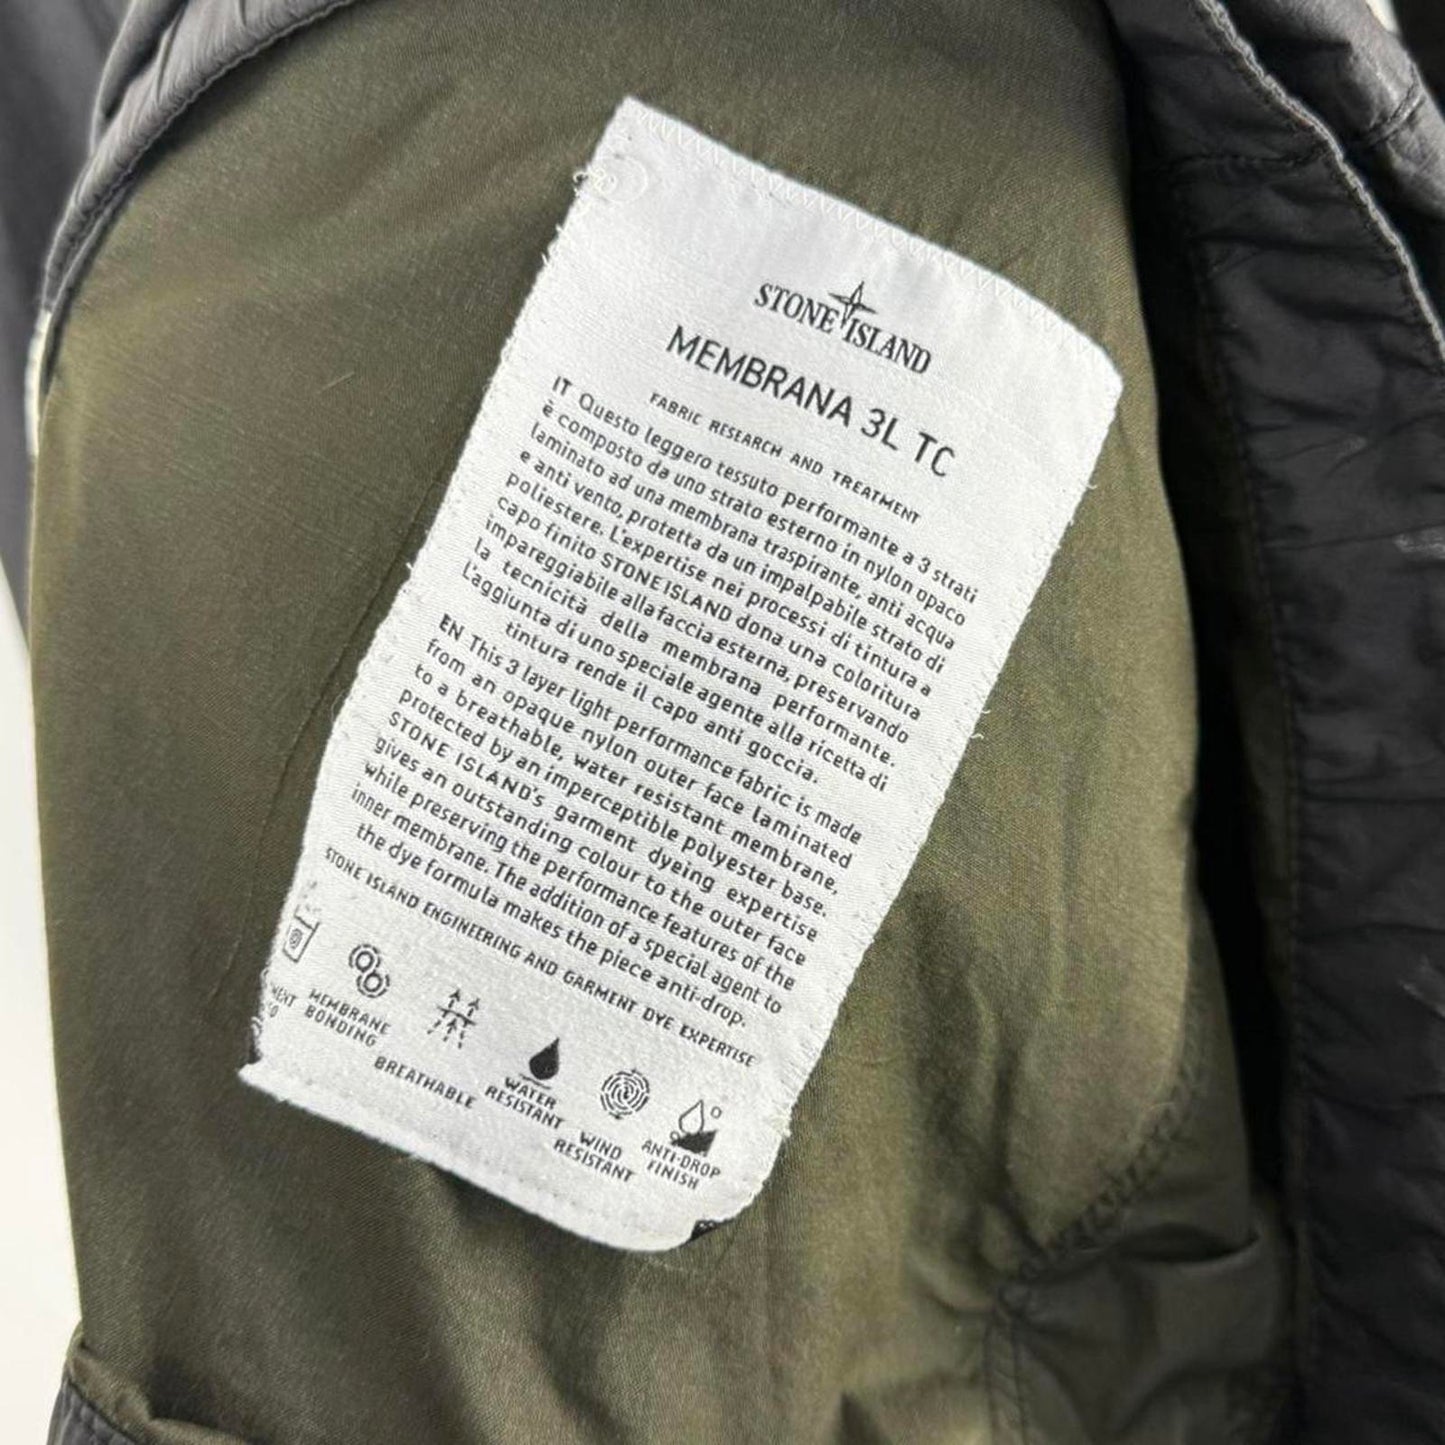 STONE ISLAND
MEMBRANA 3L TC
FABRIC RESEARCH AND TREATMENT
IT Questo leggero tessuto performante a 3 strati
è composto da uno strato esterno in nylon opaco
laminato ad una membrana traspirante, anti acqua
e anti vento, protetta da un impalpabile strato di
poliestere. L'expertise nei processi di tintura a
capo finito STONE ISLAND dona una coloritura
impareggiabile alla faccia esterna, preservando
la tecnicità della membrana performante.
L'aggiunta di uno speciale agente alla ricetta di
tintura rende il capo anti goccia.
EN This 3 layer light performance fabric is made
from an opaque nylon outer face laminated
to a breathable, water resistant membrane,
protected by an imperceptible polyester base.
STONE ISLAND's garment dyeing expertise
gives an outstanding colour to the outer face
while preserving the performance features of the
inner membrane. The addition of a special agent to
the dye formula makes the piece anti-drop.
STONE ISLAND ENGINEERING AND GARMENT DYE EXPERTISE
MEMBRANE
BONDING
BREATHABLE
WATER
RESISTANT
WIND
RESISTANT
ANTI-DROP
FINISH